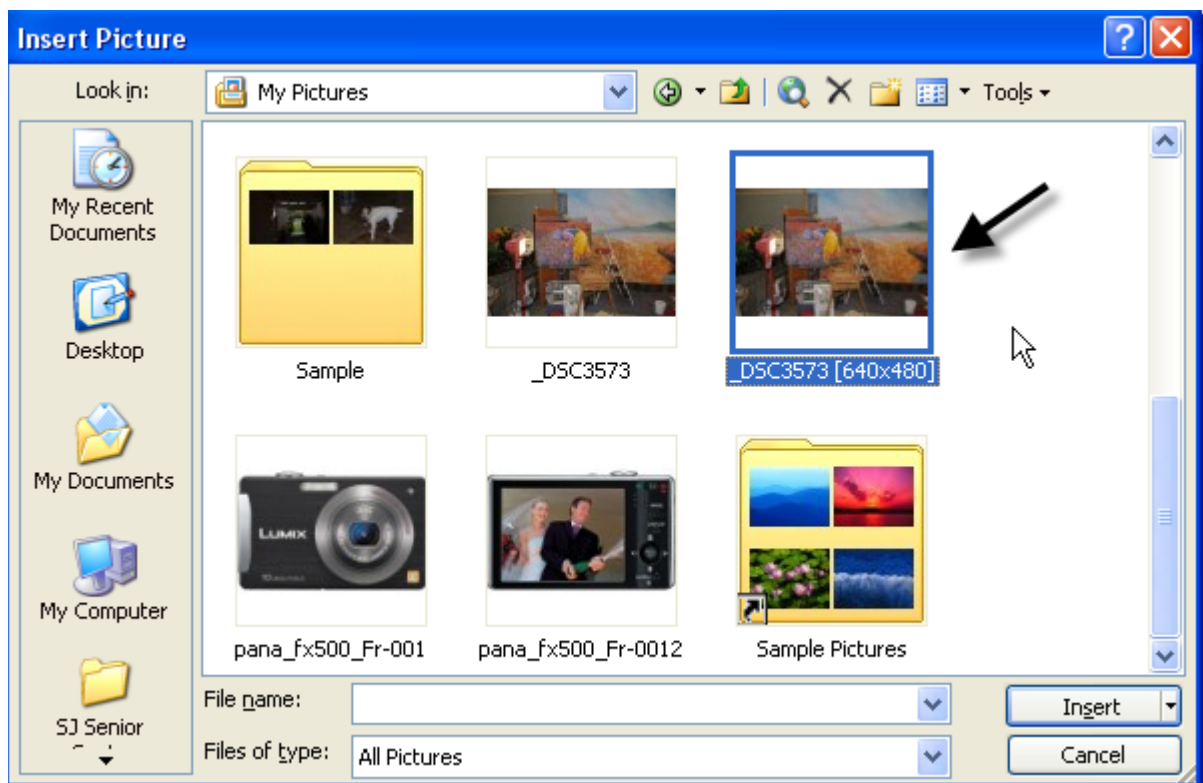 Insert Picture
Look in:
My Pictures
Tools
My Recent
Documents
Desktop
My Documents
My Computer
SJ Senior
Sample
_DSC3573
_DSC3573 [640x480]
LUMIX
pana_fx500_Fr-001
pana_fx500_Fr-0012
Sample Pictures
File name:
Insert
Files of type:
All Pictures
Cancel